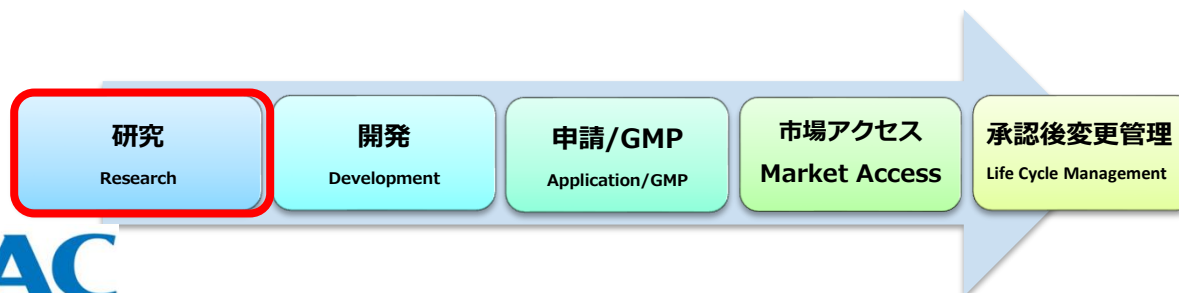 研究
Research
開発
Development
申請/GMP
Application/GMP
市場アクセス
Market Access
承認後変更管理
Life Cycle Management
AC